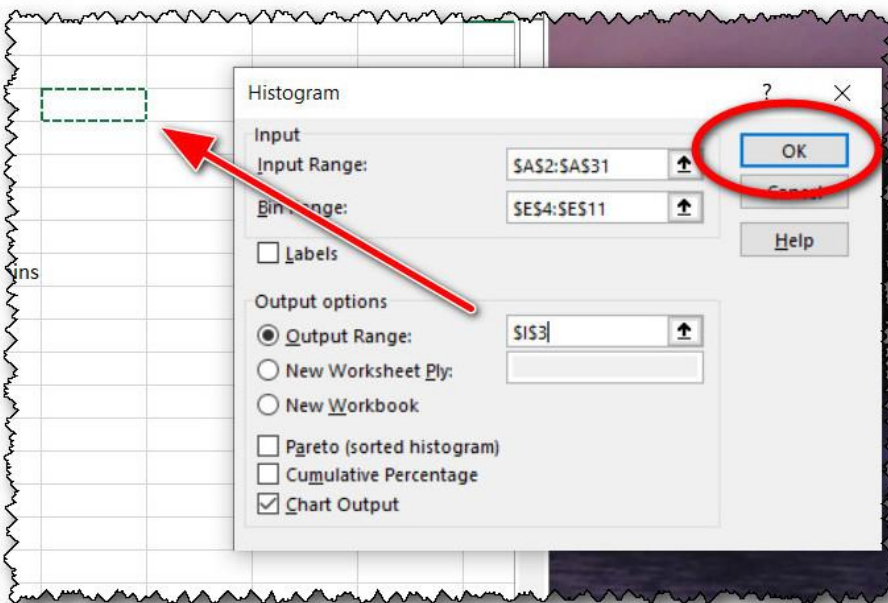 Histogram
?
Input
Input Range:
$A$2:$A$31
OK
Bin Range:
$E$4:$E$11
Cancel
Labels
Help
ins
Output options
Output Range:
$I$3
New Worksheet Ply:
New Workbook
Pareto (sorted histogram)
Cumulative Percentage
Chart Output